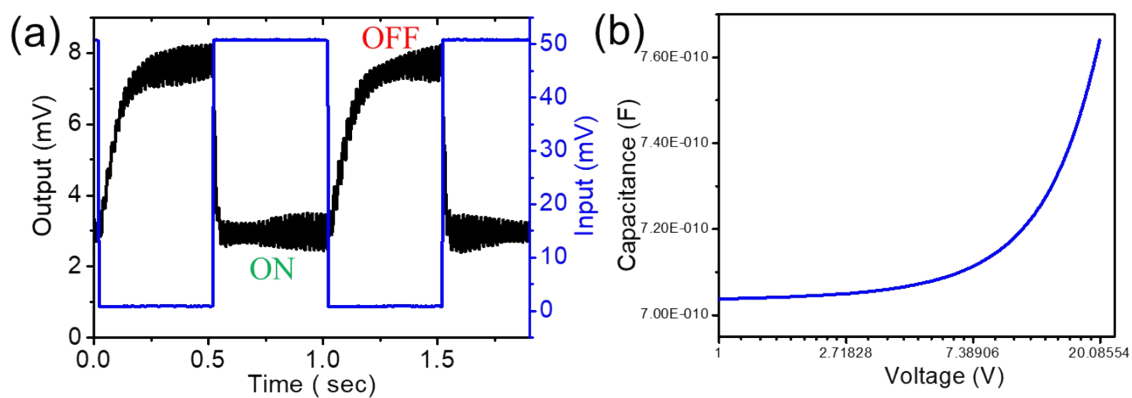 (a)
OFF
ON
Output (mV)
8
6
4
2
0
Input (mV)
50
40
30
20
10
0
0.0
0.5
1.0
1.5
Time ( sec)
(b)
Capacitance (F)
7.60E-010
7.40E-010
7.20E-010
7.00E-010
1
2.71828
7.38906
20.08554
Voltage (V)